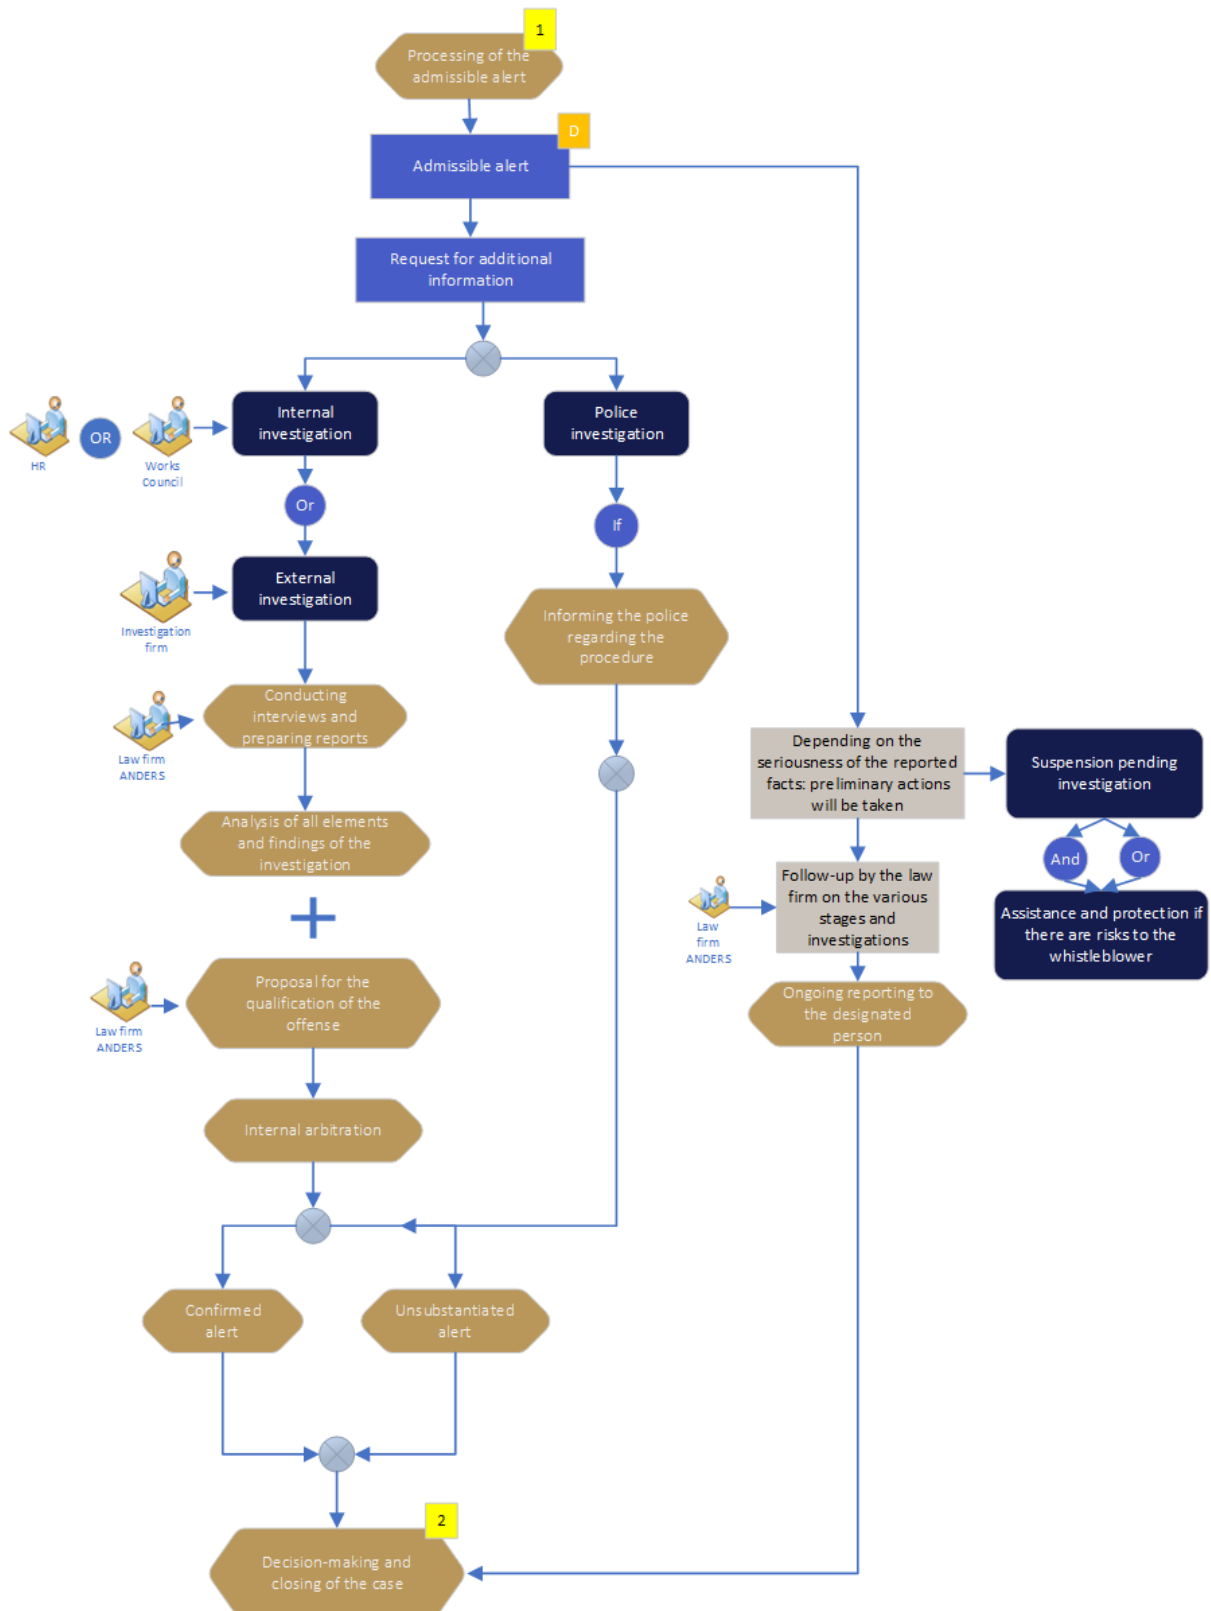 1
Processing of the
admissible alert
D
Admissible alert
Request for additional
information
Internal
investigation
Police
investigation
HR
OR
Works
Council
Or
If
External
investigation
Investigation
firm
Informing the police
regarding the
procedure
Conducting
interviews and
preparing reports
Law firm
ANDERS
Analysis of all elements
and findings of the
investigation
Depending on the
seriousness of the reported
facts: preliminary actions
will be taken
Suspension pending
investigation
And
Or
Follow-up by the law
firm on the various
stages and
investigations
Law
firm
ANDERS
Assistance and protection if
there are risks to the
whistleblower
Proposal for the
qualification of the
offense
Law firm
ANDERS
Ongoing reporting to
the designated
person
Internal arbitration
Confirmed
alert
Unsubstantiated
alert
2
Decision-making and
closing of the case